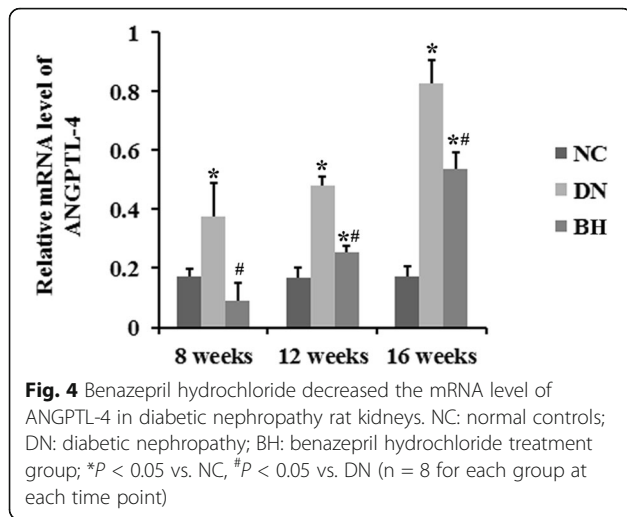 1
0.8
0.6
0.4
0.2
0
Relative mRNA level of
ANGPTL-4
*
#
*
*#
*
*#
8 weeks 12 weeks 16 weeks
NC
DN
BH
Fig. 4 Benazepril hydrochloride decreased the mRNA level of
ANGPTL-4 in diabetic nephropathy rat kidneys. NC: normal controls;
DN: diabetic nephropathy; BH: benazepril hydrochloride treatment
group; *P < 0.05 vs. NC, #P < 0.05 vs. DN (n = 8 for each group at
each time point)